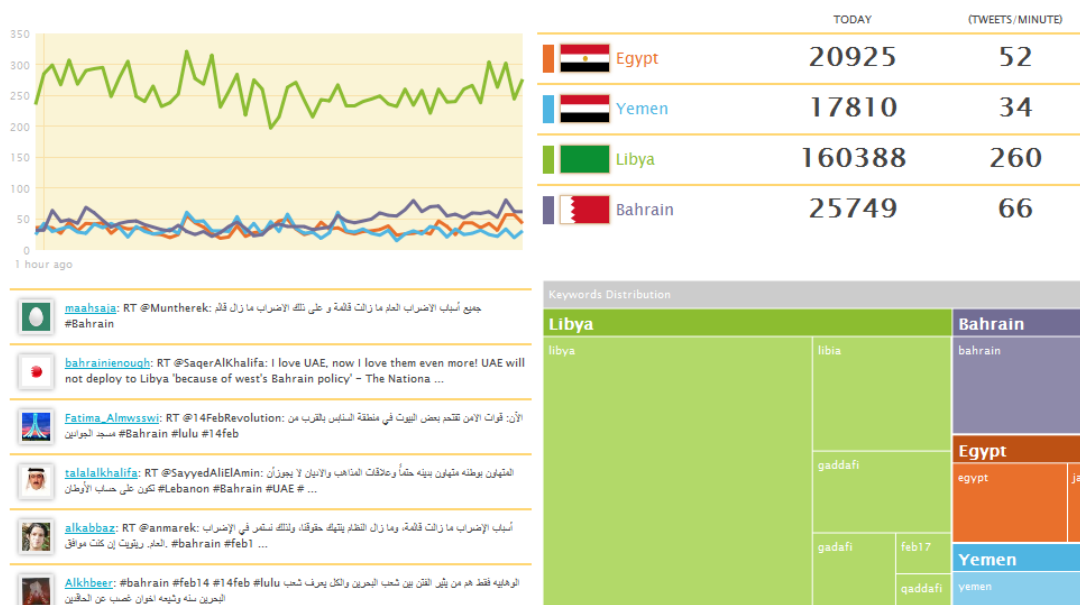 TODAY
(TWEETS/MINUTE)
350
300
250
200
150
100
50
0
1 hour ago
Egypt 20925 52
Yemen 17810 34
Libya 160388 260
Bahrain 25749 66
maahsaja: RT @Muntherek: جميع أسباب الاضراب العام ما زالت قائمة و على ذلك الاضراب ما زال قائم
#Bahrain
bahrainienough: RT @SaqerAlKhalifa: I love UAE, now I love them even more! UAE will
not deploy to Libya 'because of west's Bahrain policy' - The Nationa ...
Fatima_Almwsswi: RT @14FebRevolution: الأن: قوات الامن تقتحم بعض البيوت في منطقة السنابس بالقرب من
مسجد الجوادين #Bahrain #lulu #14feb
talalalkhalifa: RT @SayyedAliElAmin: المتهاون بوطنه متهاون بدينه حتماً وعلاقات المذاهب والاديان لا يجوز أن
تكون على حساب الأوطان #Lebanon #Bahrain #UAE # ...
alkabbaz: RT @anmarek: أسباب الإضراب ما زالت قائمة، وما زال النظام ينتهك حقوقنا، ولذلك نستمر في الإضراب
العام. ريتويت إن كنت موافق. #bahrain #feb1 ...
Alkhbeer: #bahrain #feb14 #14feb #lulu الوهابيه فقط هم من يثير الفتن بين شعب البحرين والكل يعرف شعب
البحرين سنه وشيعه اخوان غصب عن الحاقدين
Keywords Distribution
Libya
libya
libia
gaddafi
gadafi
feb17
qaddafi
Bahrain
bahrain
Egypt
egypt
Yemen
yemen